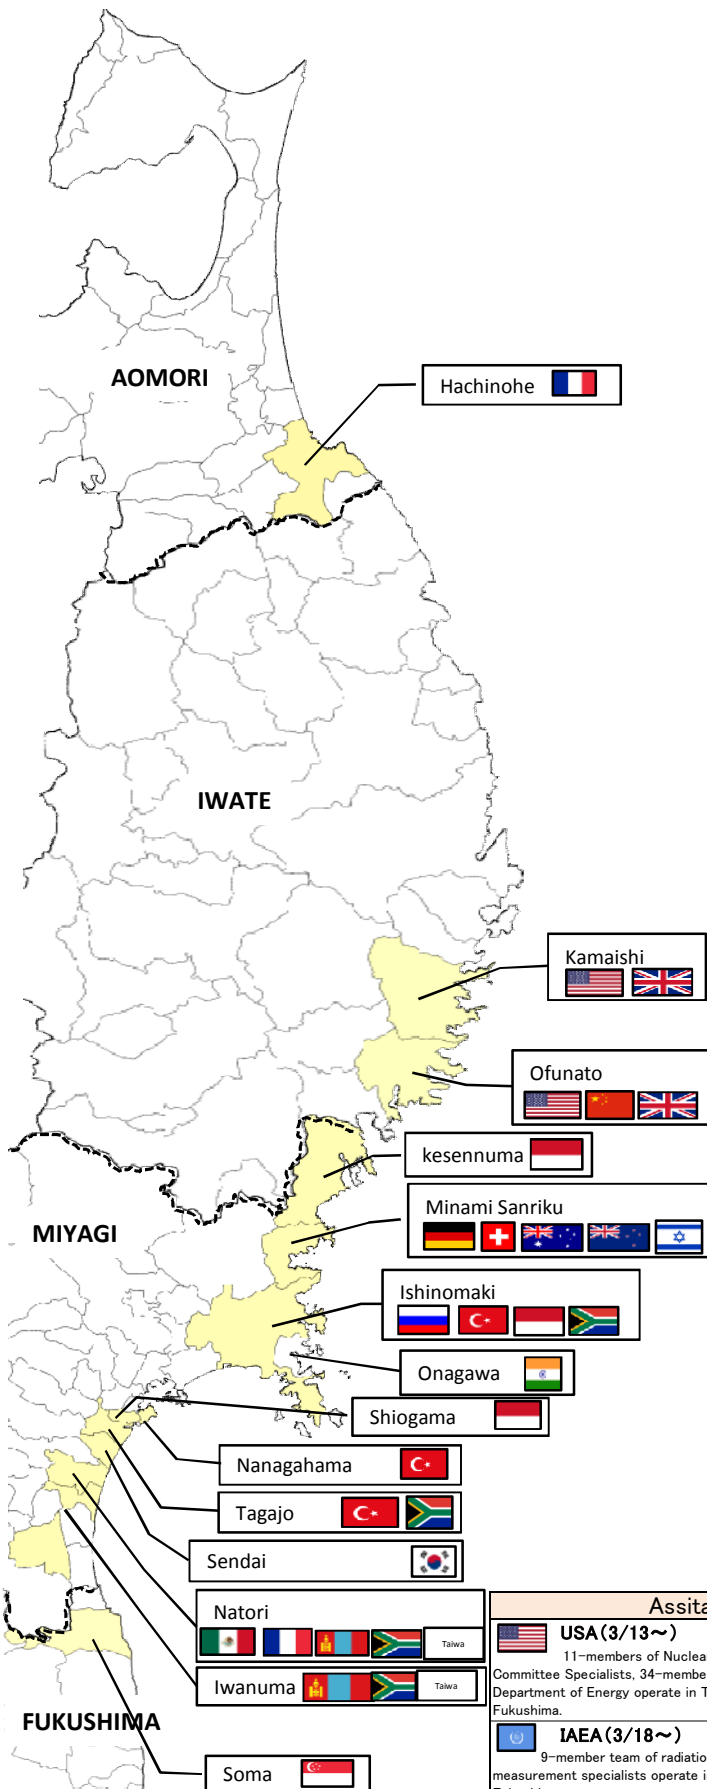 AOMORI
Hachinohe
IWATE
Kamaishi
Ofunato
kesennuma
MIYAGI
Minami Sanriku
Ishinomaki
Onagawa
Shiogama
Nanagahama
Tagajo
Sendai
Natori
Taiwa
Iwanuma
Taiwa
FUKUSHIMA
Soma
Assita
USA(3/13～)
11-members of Nuclea
Committee Specialists, 34-membe
Department of Energy operate in T
Fukushima.
IAEA(3/18～)
9-member team of radiatio
measurement specialists operate i